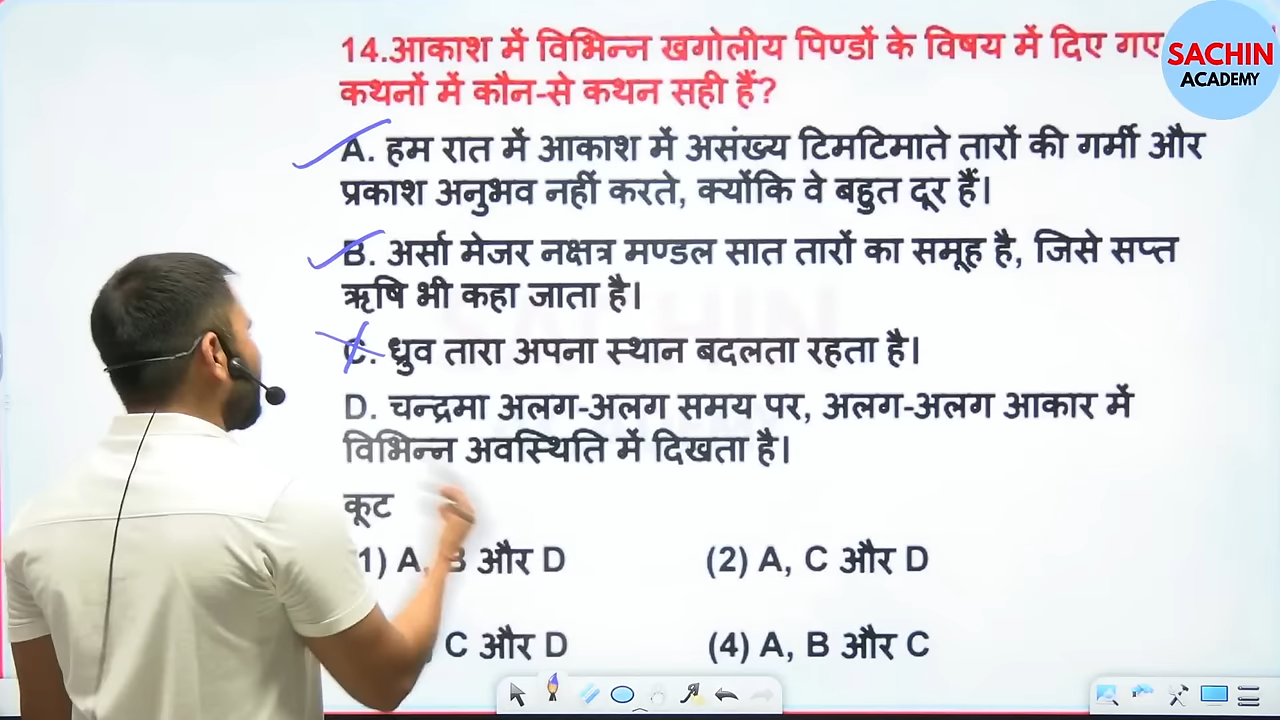 14.आकाश में विभिन्न खगोलीय पिण्डों के विषय में दिए गए
SACHIN
ACADEMY
कथनों में कौन-से कथन सही हैं?
A. हम रात में आकाश में असंख्य टिमटिमाते तारों की गर्मी और
प्रकाश अनुभव नहीं करते, क्योंकि वे बहुत दूर हैं।
B. अर्सा मेजर नक्षत्र मण्डल सात तारों का समूह है, जिसे सप्त
ऋषि भी कहा जाता है।
C. ध्रुव तारा अपना स्थान बदलता रहता है।
D. चन्द्रमा अलग-अलग समय पर, अलग-अलग आकार में
विभिन्न अवस्थिति में दिखता है।
कूट
1) A, B और D (2) A, C और D
C और D (4) A, B और C